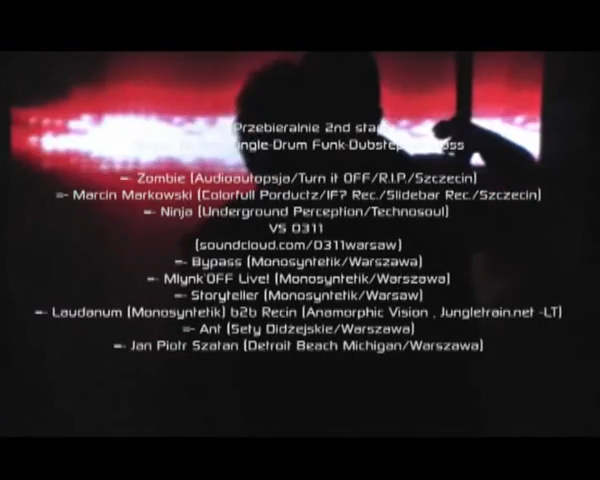 Przebieralnie 2nd sta
ngle-Drum Funk-Dubstep ss
=- Zombie (Audioautopsja/Turn it OFF/R.I.P./Szczecin)
=- Marcin Markowski (Colorfull Porductz/IF? Rec./Slidebar Rec./Szczecin)
=- Ninja (Underground Perception/Technosoul)
VS 0311
(soundcloud.com/0311warsaw)
=- Bypass (Monosyntetik/Warszawa)
=- Mlynk'OFF Live! (Monosyntetik/Warszawa)
=- Storyteller (Monosyntetik/Warsaw)
=- Laudanum (Monosyntetik) b2b Recin (Anamorphic Vision , Jungletrain.net -LT)
=- Ant (Sety Didżejskie/Warszawa)
=- Jan Piotr Szatan (Detroit Beach Michigan/Warszawa)